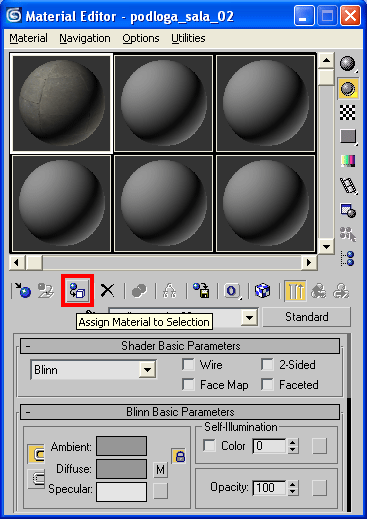 Material Editor - podloga_sala_02
Material Navigation Options Utilities
Assign Material to Selection
Standard
- Shader Basic Parameters
Blinn
Wire 2-Sided
Face Map Faceted
- Blinn Basic Parameters
Self-Illumination
Ambient: Color 0
Diffuse: M
Specular: Opacity: 100